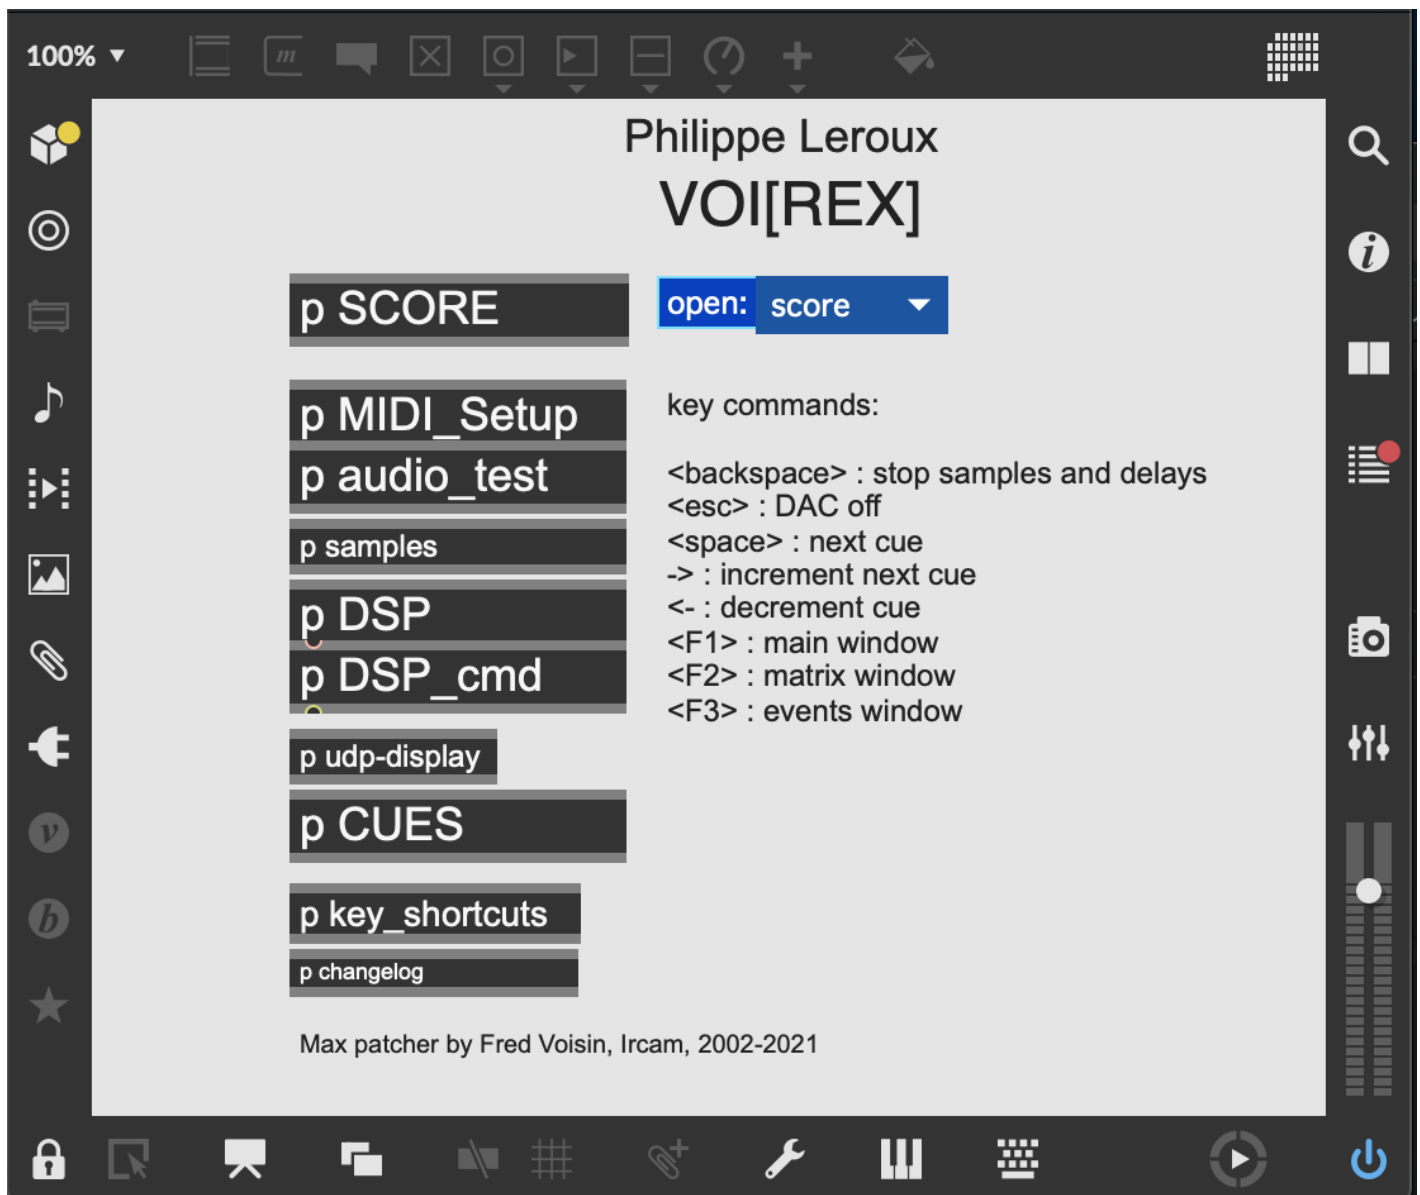 100%
Philippe Leroux
VOI[REX]
p SCORE
open: score
p MIDI_Setup
key commands:
p audio_test
<backspace> : stop samples and delays
<esc> : DAC off
p samples
<space> : next cue
-> : increment next cue
p DSP
<- : decrement cue
<F1> : main window
p DSP_cmd
<F2> : matrix window
<F3> : events window
p udp-display
p CUES
p key_shortcuts
p changelog
Max patcher by Fred Voisin, Ircam, 2002-2021